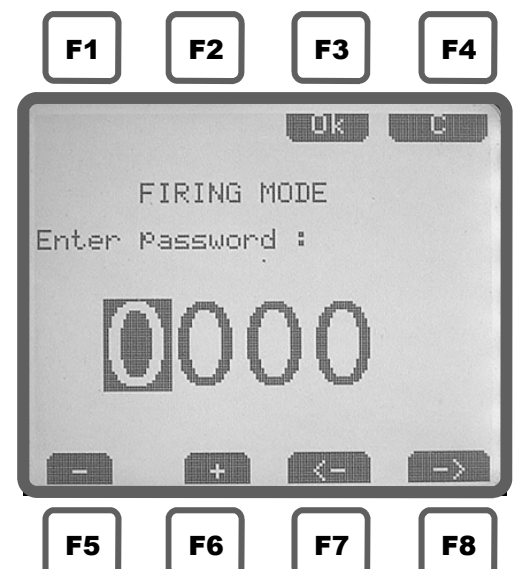 F1 F2 F3 F4
Ok C
FIRING MODE
Enter Password :
0000
- + <- ->
F5 F6 F7 F8